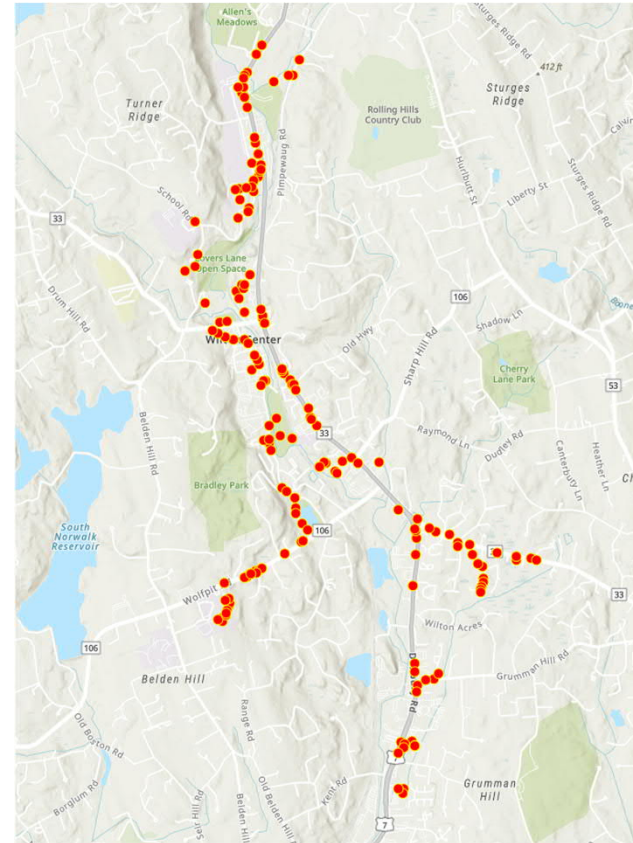 Allen's
Meadows
Sturges Ridge Rd
412 ft
Turner
Ridge
Rolling Hills
Country Club
Sturges
Ridge
Pimpewaug Rd
Hurlbutt St
Sturges Ridge Rd
Liberty St
School Rd
33
Open Space
Drum Hill Rd
106
Shadow Ln
Old Hwy
Sharp Hill Rd
Cherry
Lane Park
53
Belden Hill Rd
33
Raymond Ln
Dudley Rd
Canterbury Ln
Heather Ln
Bradley Park
South
Norwalk
Reservoir
106
Wolfpit
33
Wilton Acres
106
Belden Hill
Grumman Hill Rd
Old Boston Rd
Range Rd
Kent Rd
Grumman
Hill
Borglum Rd
Seir Hill Rd
Belden Hill
Old Belden Hill
7